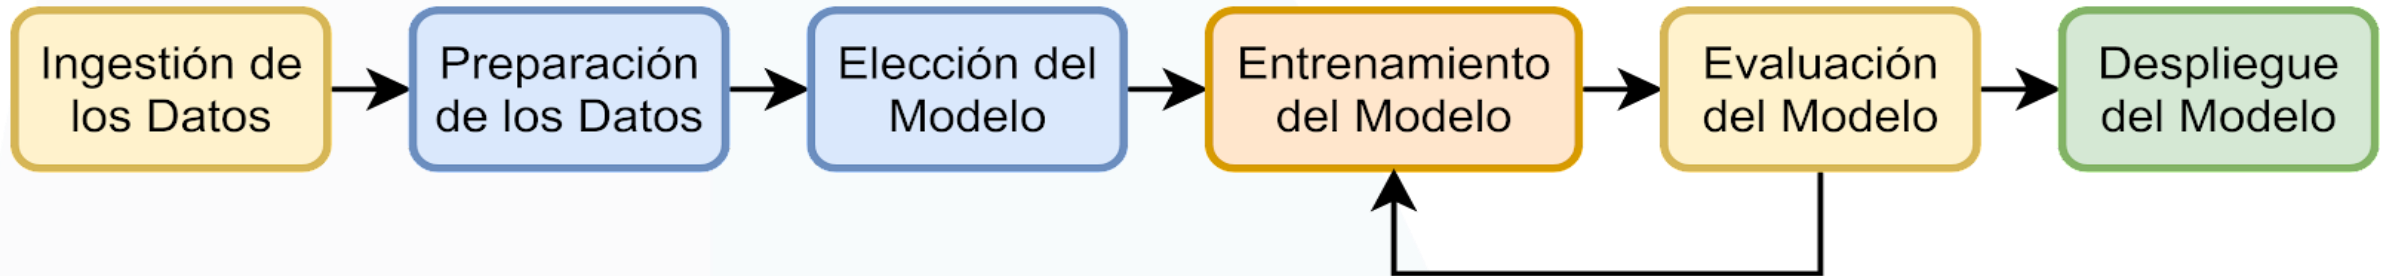 Ingestión de
los Datos
Preparación
de los Datos
Elección del
Modelo
Entrenamiento
del Modelo
Evaluación
del Modelo
Despliegue
del Modelo